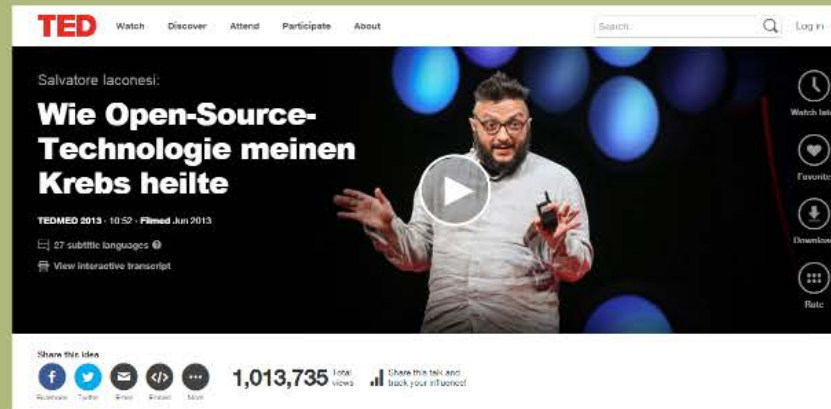 TED Watch Discover Attend Participate About Search... Log in
Salvatore Iaconesi:
Wie Open-Source-
Technologie meinen
Krebs heilte
TEDMED 2013 · 10:52 · Filmed Jun 2013
27 subtitle languages
View interactive transcript
Watch later
Favorite
Download
Rate
Share this idea
Facebook Twitter Email Embed More
1,013,735 Total views
Share this talk and
track your influence!